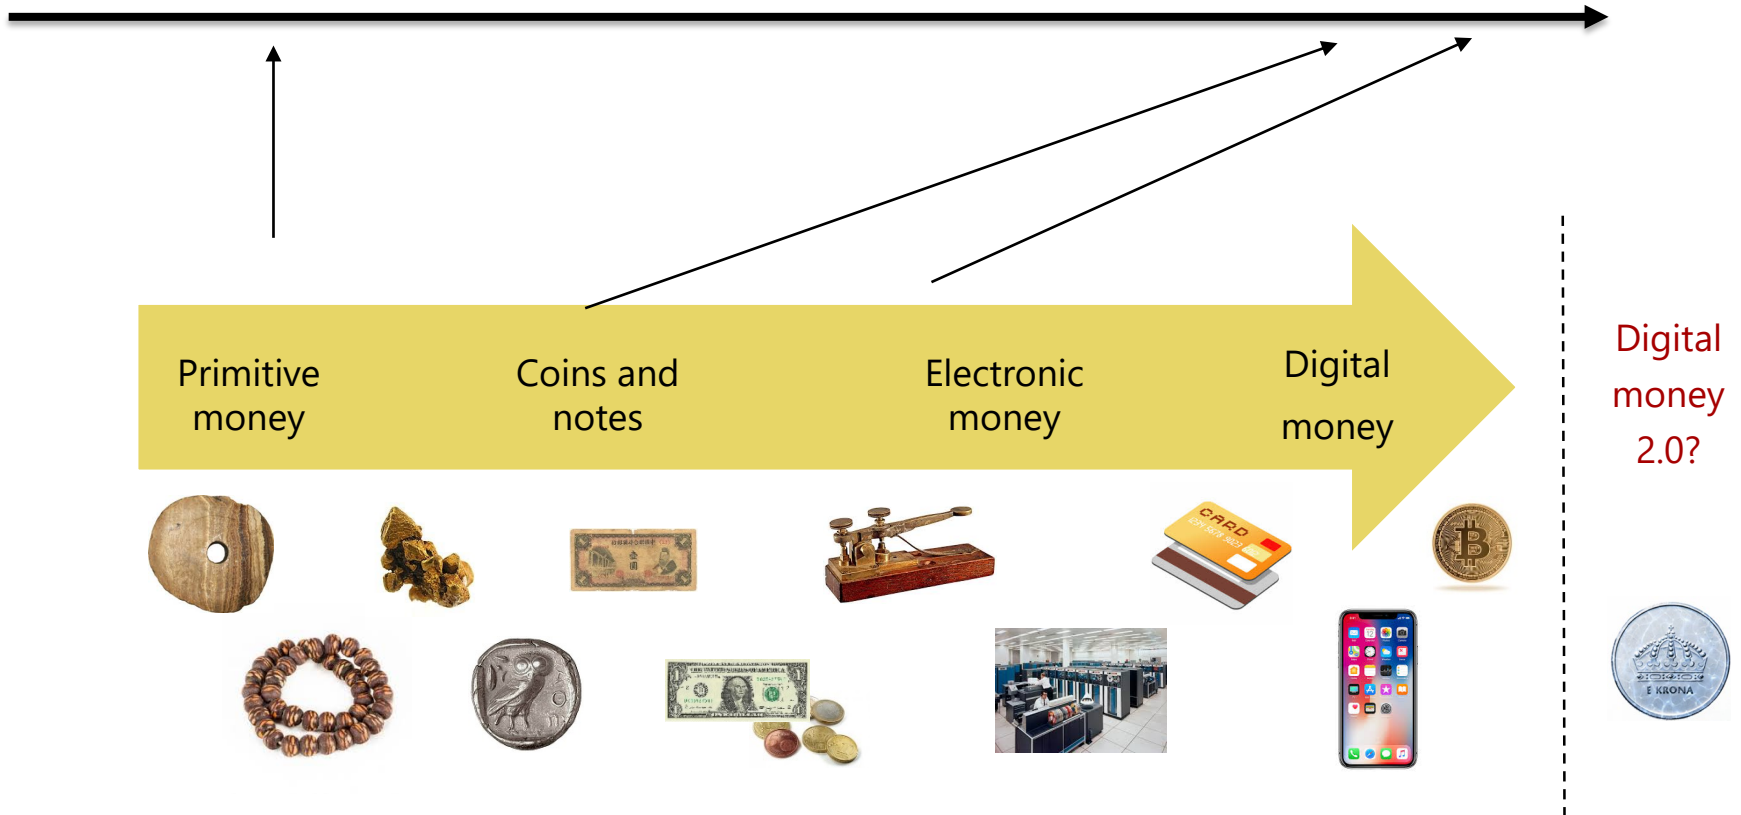 Primitive
money
Coins and
notes
Electronic
money
Digital
money
Digital
money
2.0?
CARD
E KRONA